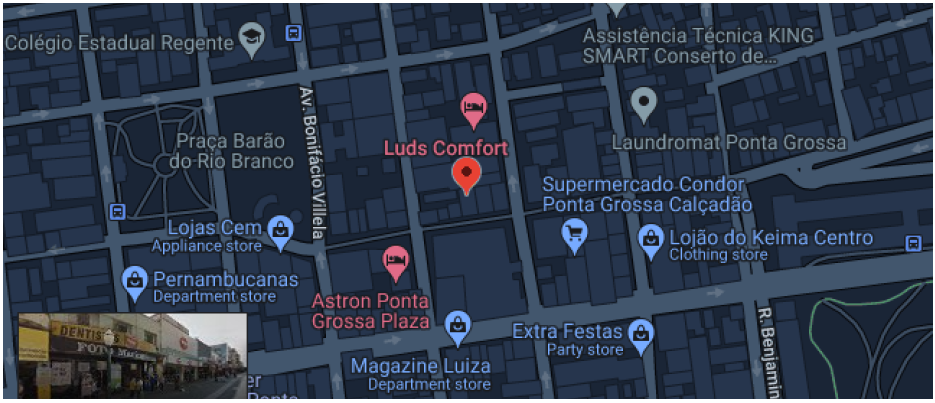 Colégio Estadual Regente
Assistência Técnica KING
SMART Conserto de...
Av. Bonifácio Villela
Praça Barão
do Rio Branco
Luds Comfort
Laundromat Ponta Grossa
Supermercado Condor
Ponta Grossa Calçadão
Lojas Cem
Appliance store
Lojão do Keima Centro
Clothing store
Pernambucanas
Department store
Astron Ponta
Grossa Plaza
Extra Festas
Party store
R. Benjamin
Magazine Luiza
Department store
DENTIS
FOTO